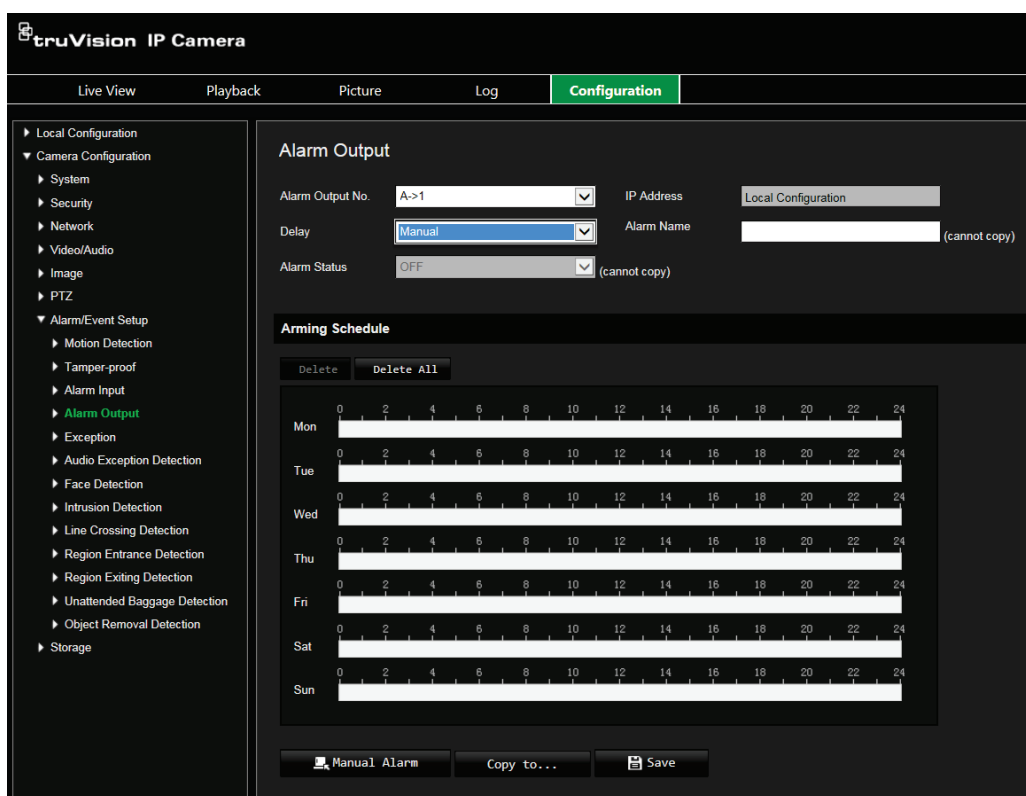 truVision IP Camera
Live View Playback Picture Log Configuration
Local Configuration
Camera Configuration
System
Security
Network
Video/Audio
Image
PTZ
Alarm/Event Setup
Motion Detection
Tamper-proof
Alarm Input
Alarm Output
Exception
Audio Exception Detection
Face Detection
Intrusion Detection
Line Crossing Detection
Region Entrance Detection
Region Exiting Detection
Unattended Baggage Detection
Object Removal Detection
Storage
Alarm Output
Alarm Output No. A->1 IP Address Local Configuration
Delay Manual Alarm Name (cannot copy)
Alarm Status OFF (cannot copy)
Arming Schedule
Delete Delete All
0 2 4 6 8 10 12 14 16 18 20 22 24
Mon
0 2 4 6 8 10 12 14 16 18 20 22 24
Tue
0 2 4 6 8 10 12 14 16 18 20 22 24
Wed
0 2 4 6 8 10 12 14 16 18 20 22 24
Thu
0 2 4 6 8 10 12 14 16 18 20 22 24
Fri
0 2 4 6 8 10 12 14 16 18 20 22 24
Sat
0 2 4 6 8 10 12 14 16 18 20 22 24
Sun
Manual Alarm Copy to... Save